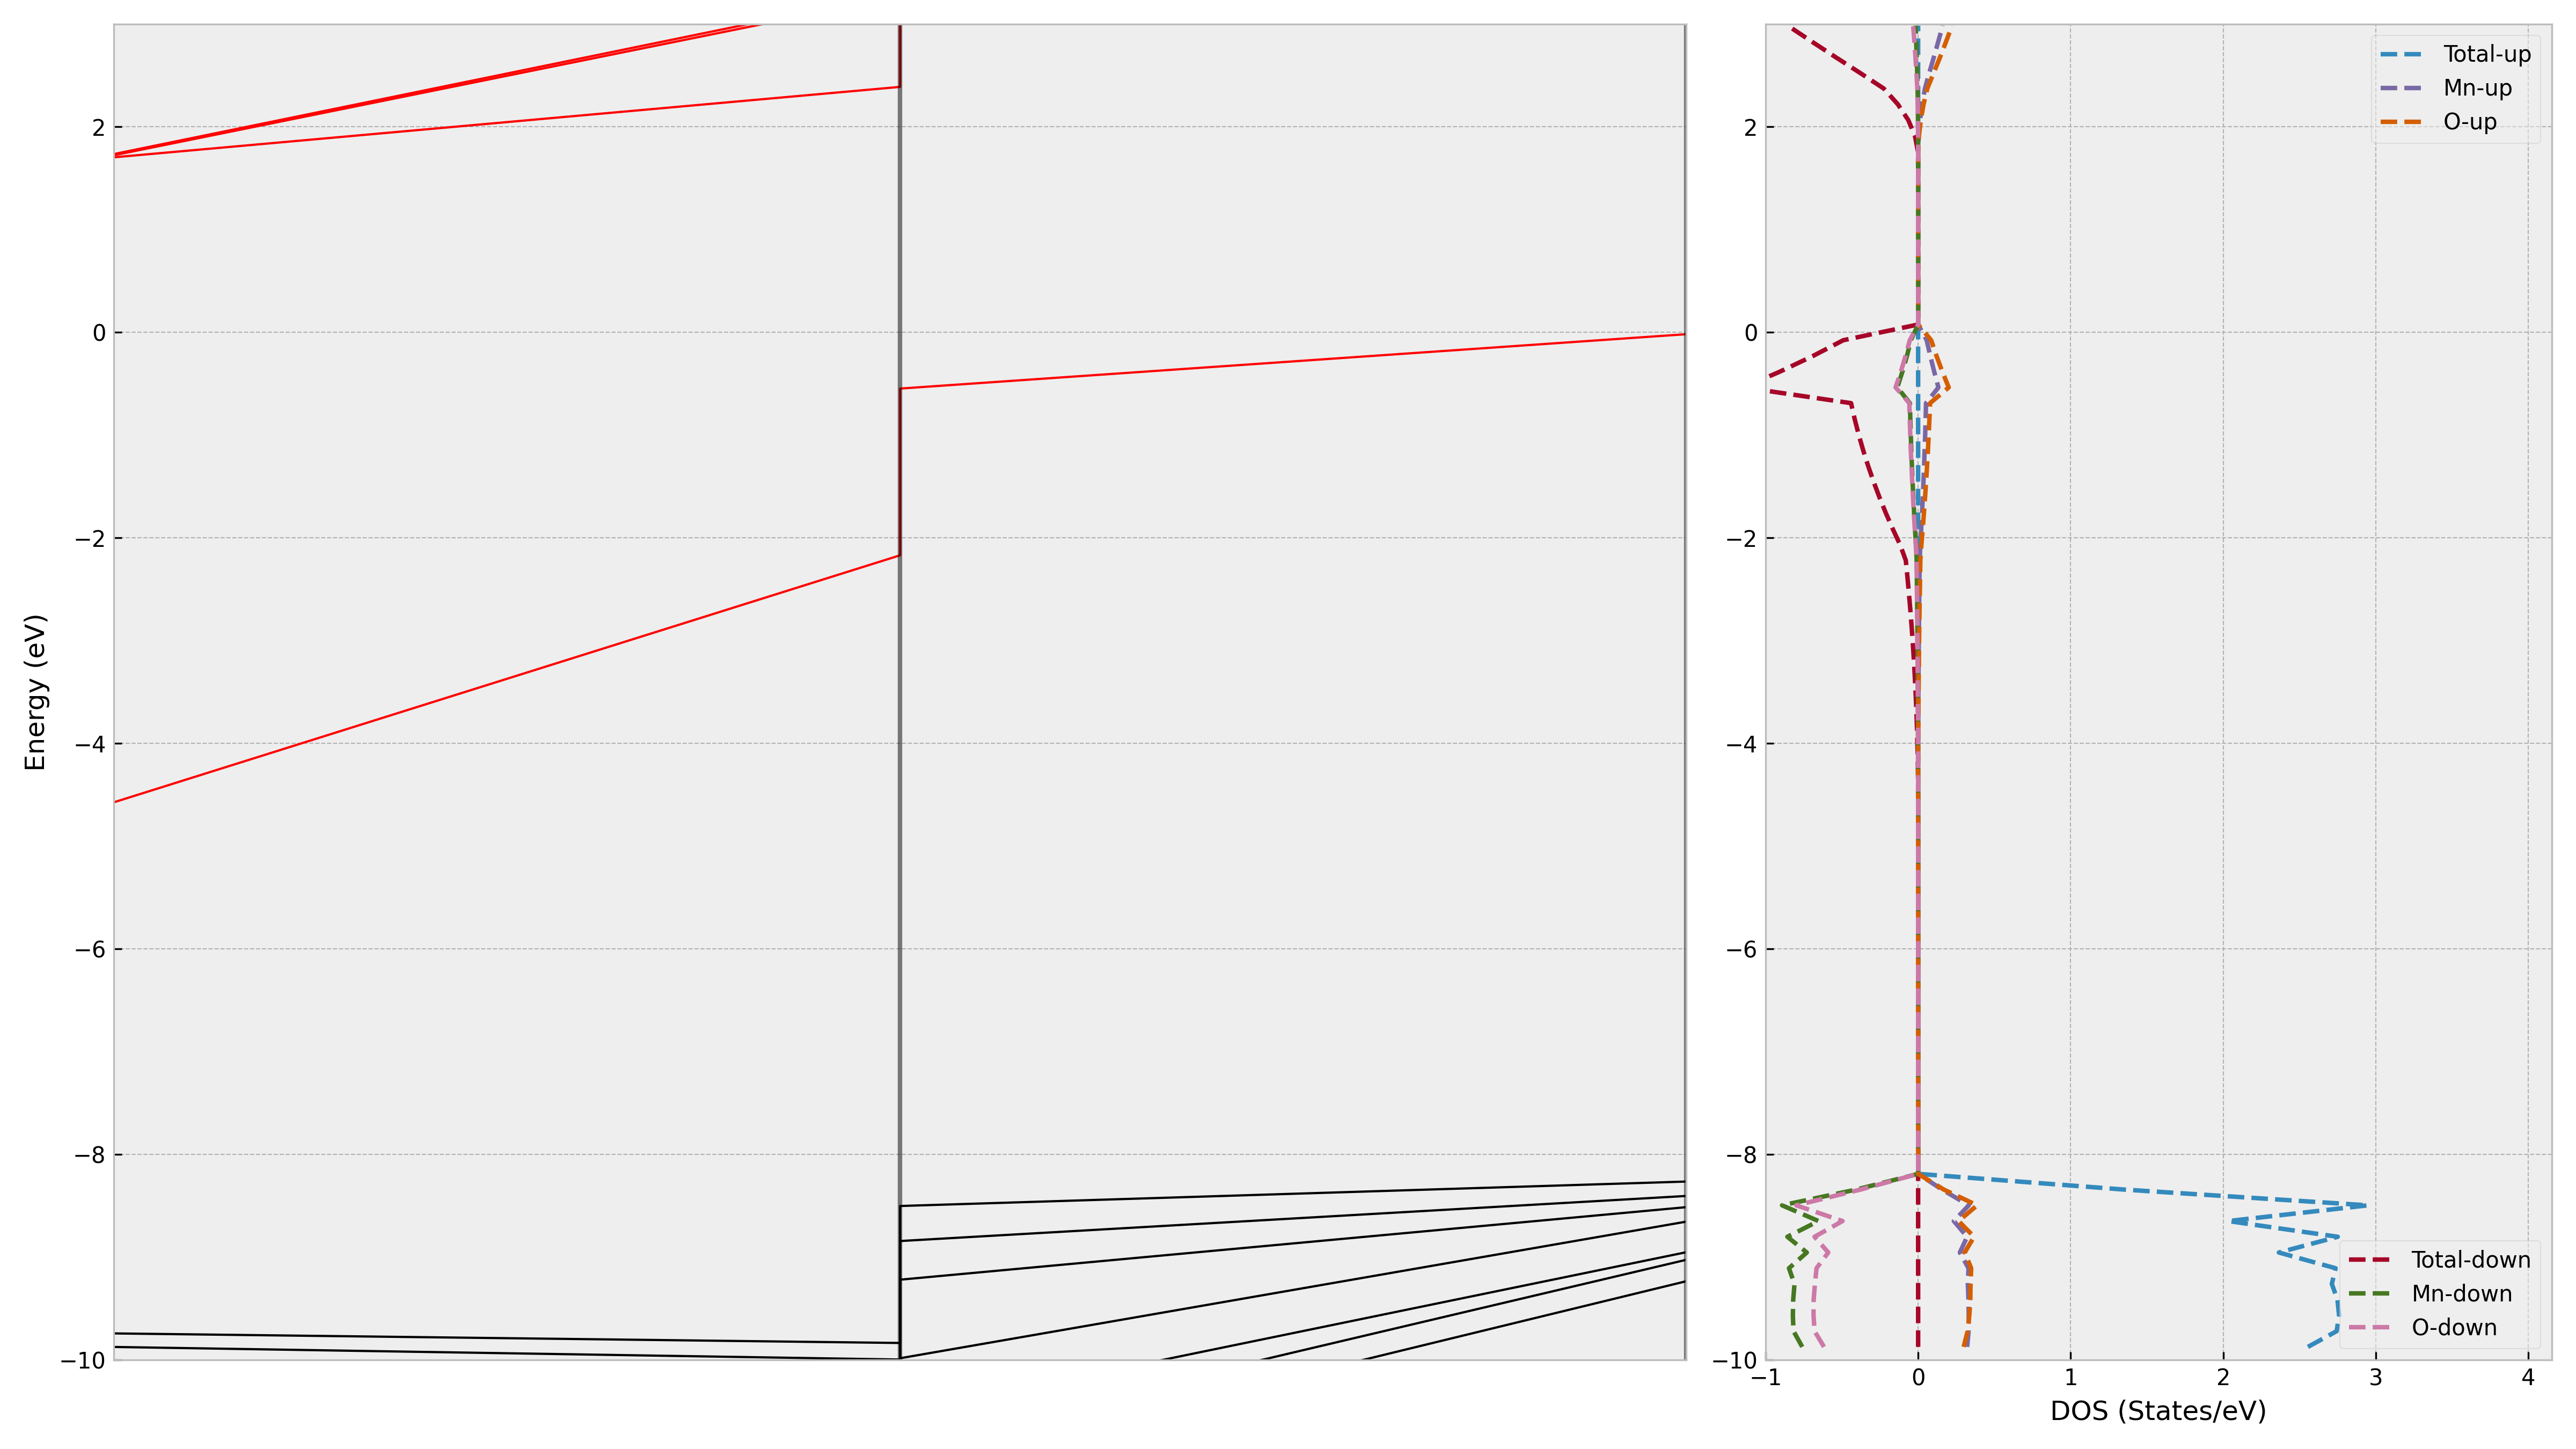 Energy (eV)
2
0
−2
−4
−6
−8
−10
2
0
−2
−4
−6
−8
−10
Total-up
Mn-up
O-up
Total-down
Mn-down
O-down
−1
0
1
2
3
4
DOS (States/eV)